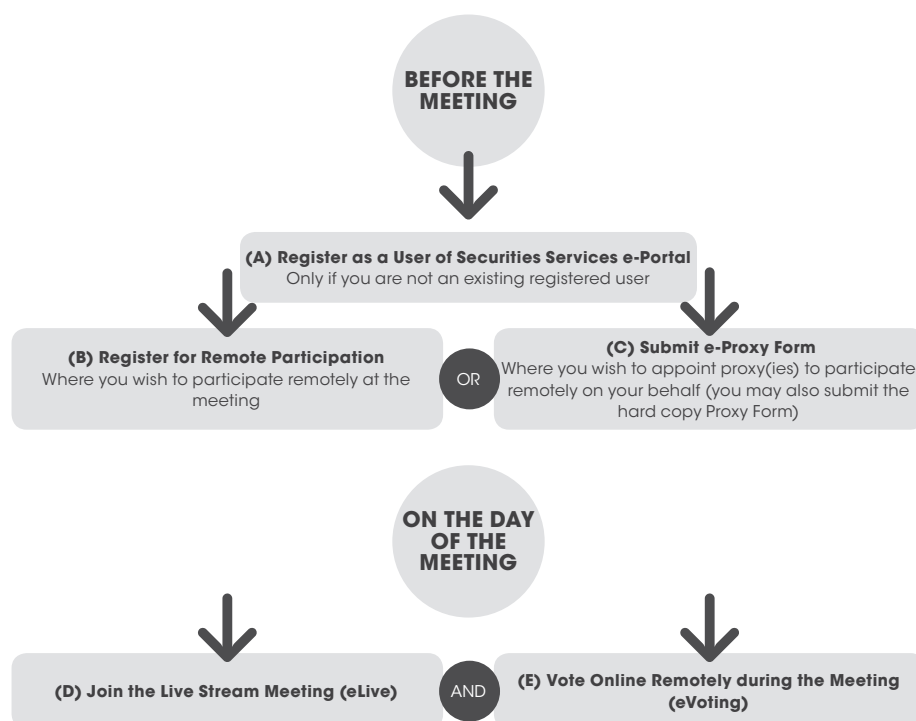 BEFORE THE
MEETING
(A) Register as a User of Securities Services e-Portal
Only if you are not an existing registered user
(B) Register for Remote Participation
Where you wish to participate remotely at the
meeting
OR
(C) Submit e-Proxy Form
Where you wish to appoint proxy(ies) to participate
remotely on your behalf (you may also submit the
hard copy Proxy Form)
ON THE DAY
OF THE
MEETING
(D) Join the Live Stream Meeting (eLive)
AND
(E) Vote Online Remotely during the Meeting
(eVoting)